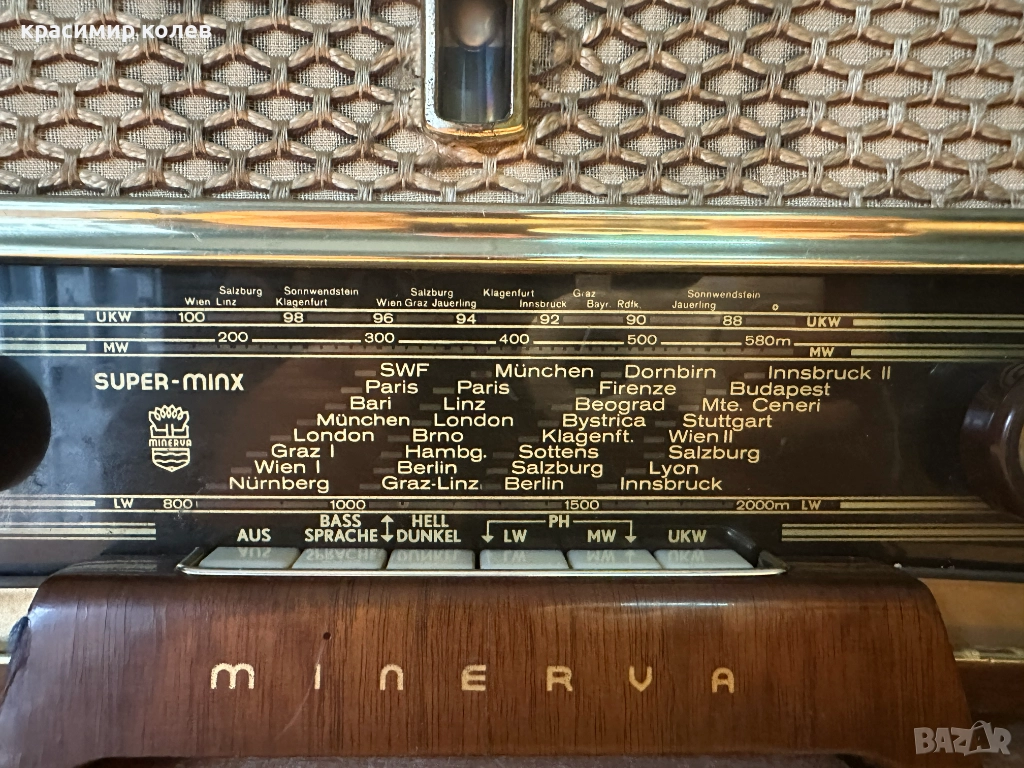 красимир колев
Salzburg Sonnwendstein Salzburg Klagenfurt Graz Sonnwendstein
Wien Linz Klagenfurt Wien Graz Jauerling Innsbruck Bayr. Rdfk. Jauerling
UKW 100 98 96 94 92 90 88 UKW
MW 200 300 400 500 580m MW
SUPER-MINX
SWF München Dornbirn Innsbruck II
Paris Paris Firenze Budapest
Bari Linz Beograd Mte. Ceneri
München London Bystrica Stuttgart
London Brno Klagenft. Wien II
Graz I Hambg. Sottens Salzburg
Wien I Berlin Salzburg Lyon
Nürnberg Graz-Linz Berlin Innsbruck
MINERVA
LW 800 1000 1500 2000m LW
AUS BASS SPRACHE HELL DUNKEL PH LW MW UKW
MINERVA
BAZAR